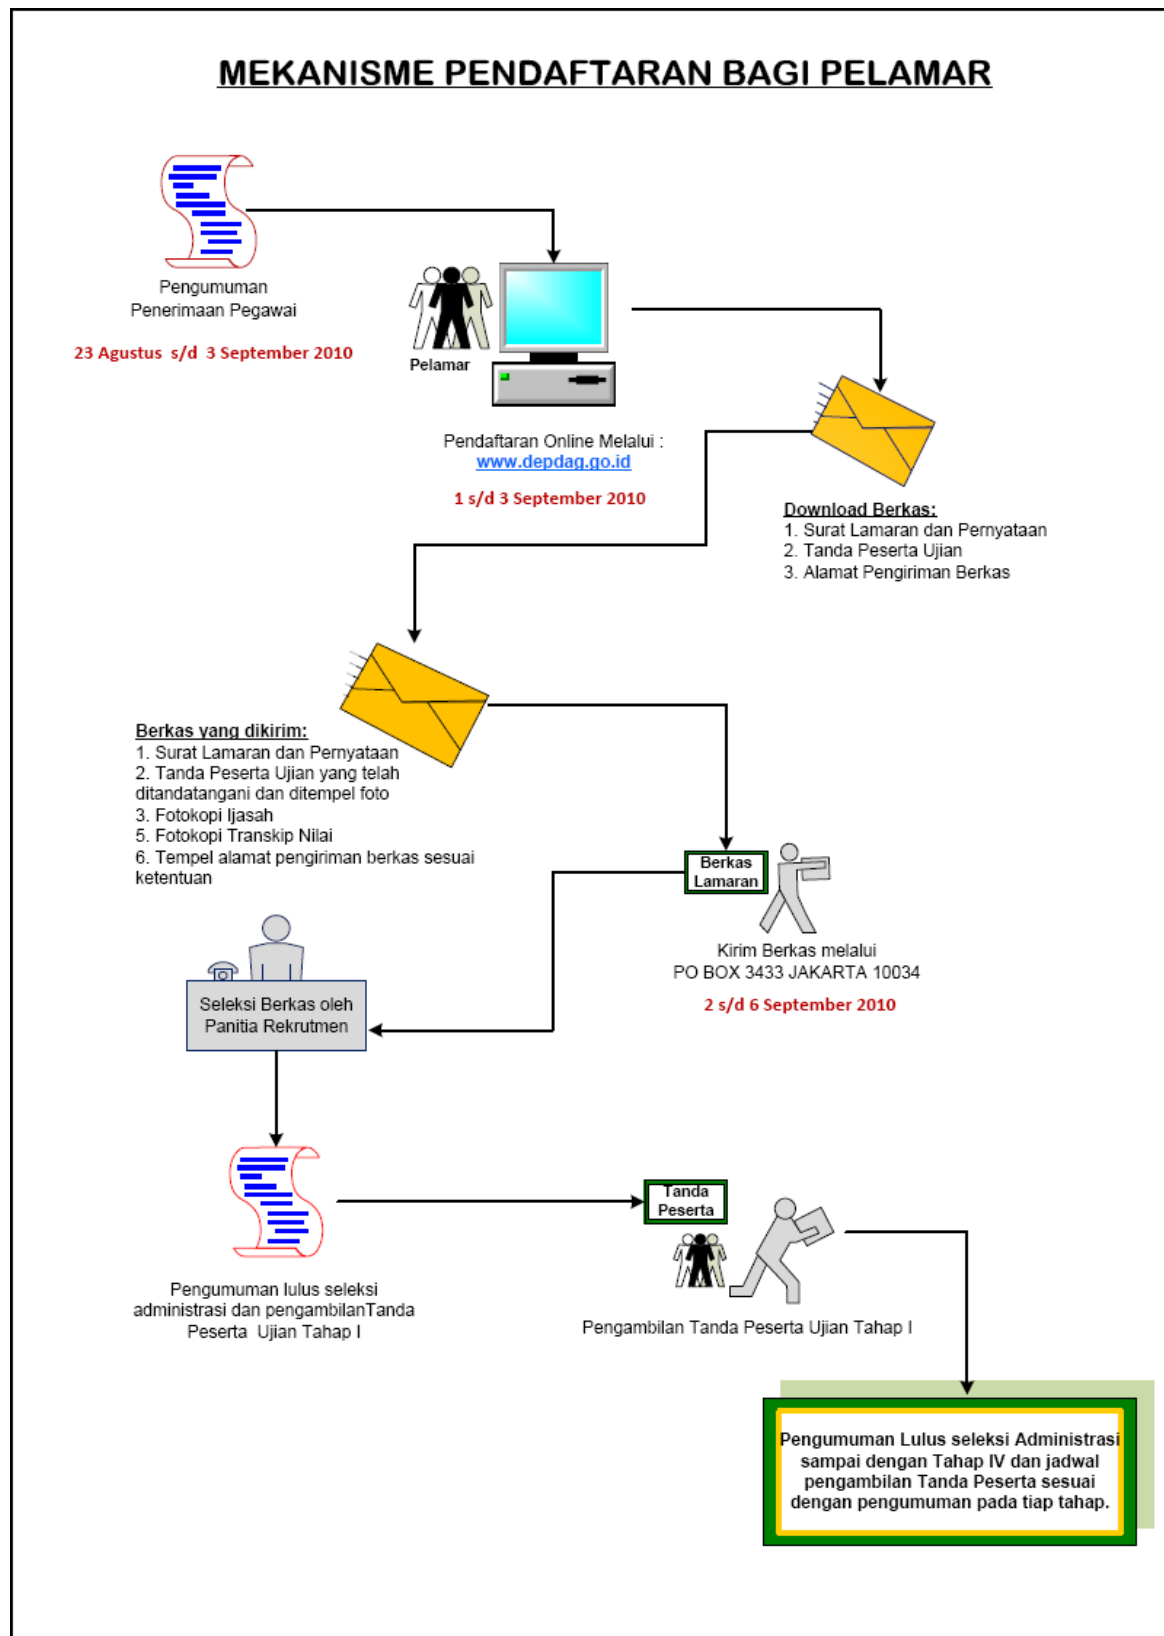 MEKANISME PENDAFTARAN BAGI PELAMAR
Pengumuman
Penerimaan Pegawai
23 Agustus s/d 3 September 2010
Pelamar
Pendaftaran Online Melalui :
www.depdag.go.id
1 s/d 3 September 2010
Download Berkas:
1. Surat Lamaran dan Pernyataan
2. Tanda Peserta Ujian
3. Alamat Pengiriman Berkas
Berkas yang dikirim:
1. Surat Lamaran dan Pernyataan
2. Tanda Peserta Ujian yang telah
ditandatangani dan ditempel foto
3. Fotokopi Ijasah
5. Fotokopi Transkip Nilai
6. Tempel alamat pengiriman berkas sesuai
ketentuan
Berkas
Lamaran
Kirim Berkas melalui
PO BOX 3433 JAKARTA 10034
2 s/d 6 September 2010
Seleksi Berkas oleh
Panitia Rekrutmen
Pengumuman lulus seleksi
administrasi dan pengambilanTanda
Peserta Ujian Tahap I
Tanda
Peserta
Pengambilan Tanda Peserta Ujian Tahap I
Pengumuman Lulus seleksi Administrasi
sampai dengan Tahap IV dan jadwal
pengambilan Tanda Peserta sesuai
dengan pengumuman pada tiap tahap.